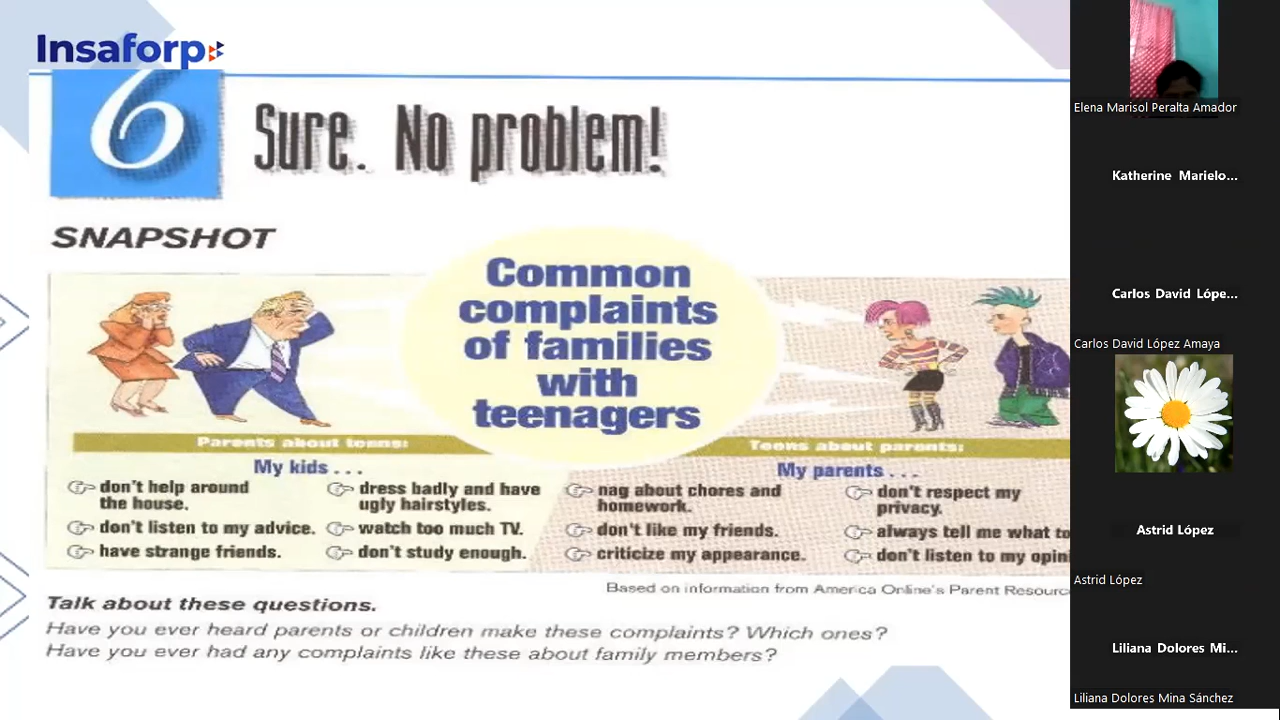 Insaforp
6 Sure. No problem!
SNAPSHOT
Common
complaints
of families
with
teenagers
Parents about teens:
My kids . . .
don't help around
the house.
don't listen to my advice.
have strange friends.
dress badly and have
ugly hairstyles.
watch too much TV.
don't study enough.
Teens about parents:
My parents . . .
nag about chores and
homework.
don't like my friends.
criticize my appearance.
don't respect my
privacy.
always tell me what to
don't listen to my opin
Based on information from America Online's Parent Resourc
Talk about these questions.
Have you ever heard parents or children make these complaints? Which ones?
Have you ever had any complaints like these about family members?
Elena Marisol Peralta Amador
Katherine Marielo...
Carlos David Lópe...
Carlos David López Amaya
Astrid López
Astrid López
Liliana Dolores Mi...
Liliana Dolores Mina Sánchez